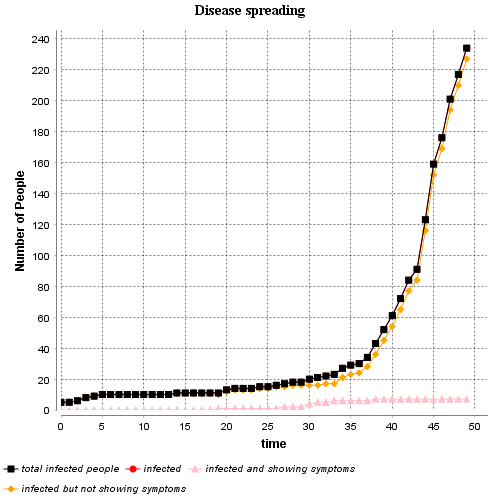 Disease spreading
Number of People
240
220
200
180
160
140
120
100
80
60
40
20
0
0 5 10 15 20 25 30 35 40 45 50
time
total infected people infected infected and showing symptoms
infected but not showing symptoms